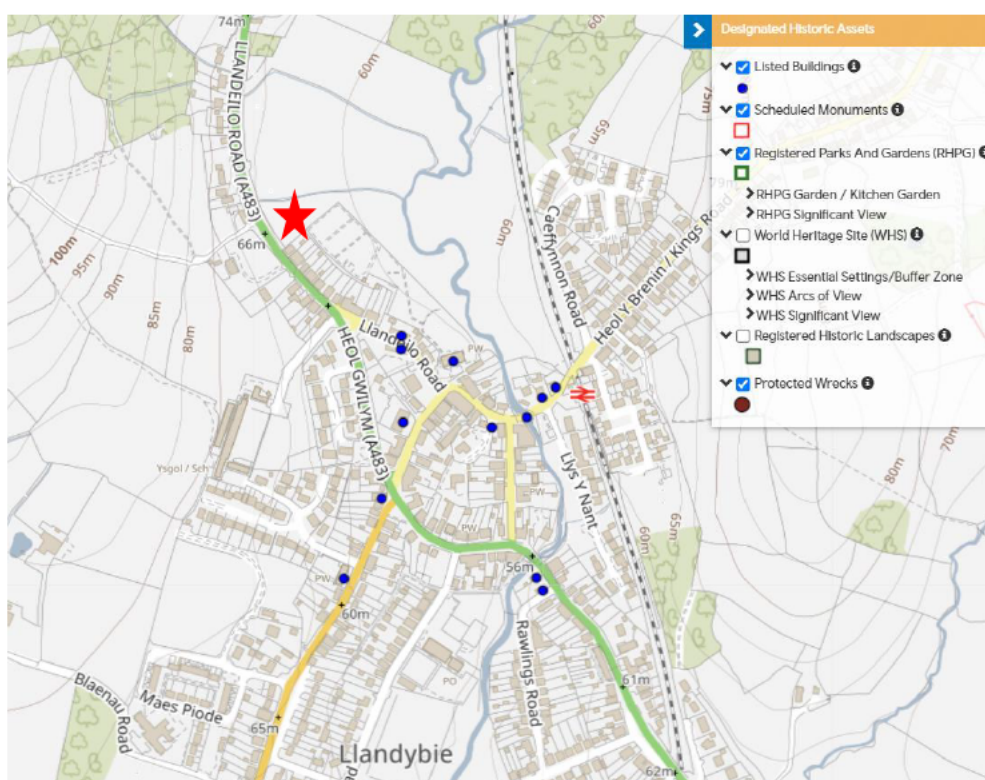 74m
60m
60m
LLANDEILO ROAD (A483)
65m
75m
79m
100m
95m
90m
85m
80m
66m
60m
Caeffynnon Road
Heol Y Brenin / Kings Road
Llandeilo Road
PW
HEOL GWILYM (A483)
Ysgol / Sch
Llys Y Nant
PW
PW
PW
56m
60m
65m
60m
80m
75m
70m
Rawlings Road
PO
61m
Blaenau Road
Maes Piode
65m
Llandybie
62m
Designated Historic Assets
Listed Buildings
Scheduled Monuments
Registered Parks And Gardens (RHPG)
RHPG Garden / Kitchen Garden
RHPG Significant View
World Heritage Site (WHS)
WHS Essential Settings/Buffer Zone
WHS Arcs of View
WHS Significant View
Registered Historic Landscapes
Protected Wrecks